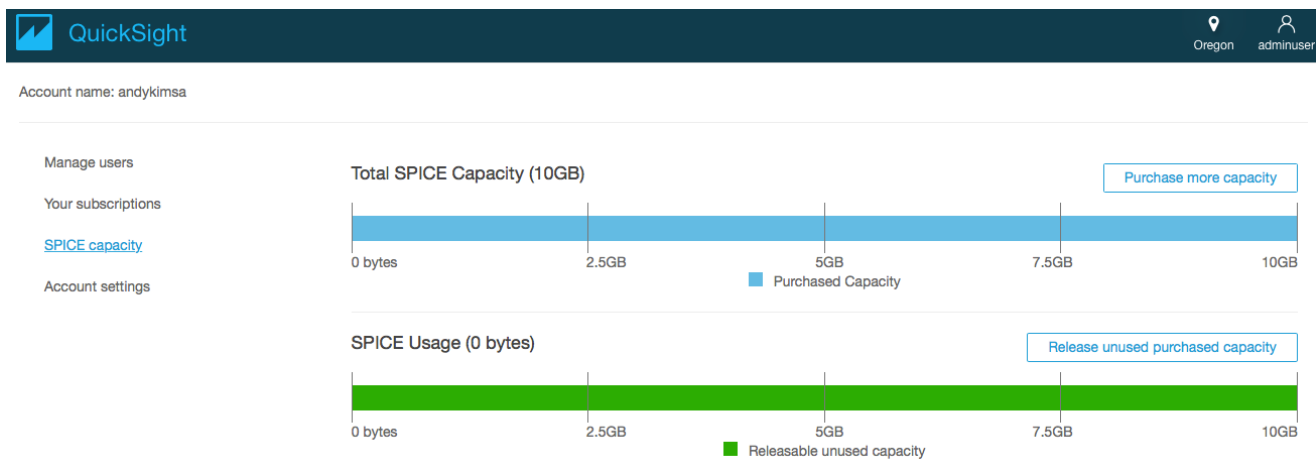 QuickSight
Oregon
adminuser
Account name: andykimsa
Manage users
Your subscriptions
SPICE capacity
Account settings
Total SPICE Capacity (10GB)
Purchase more capacity
0 bytes 2.5GB 5GB 7.5GB 10GB
Purchased Capacity
SPICE Usage (0 bytes)
Release unused purchased capacity
0 bytes 2.5GB 5GB 7.5GB 10GB
Releasable unused capacity